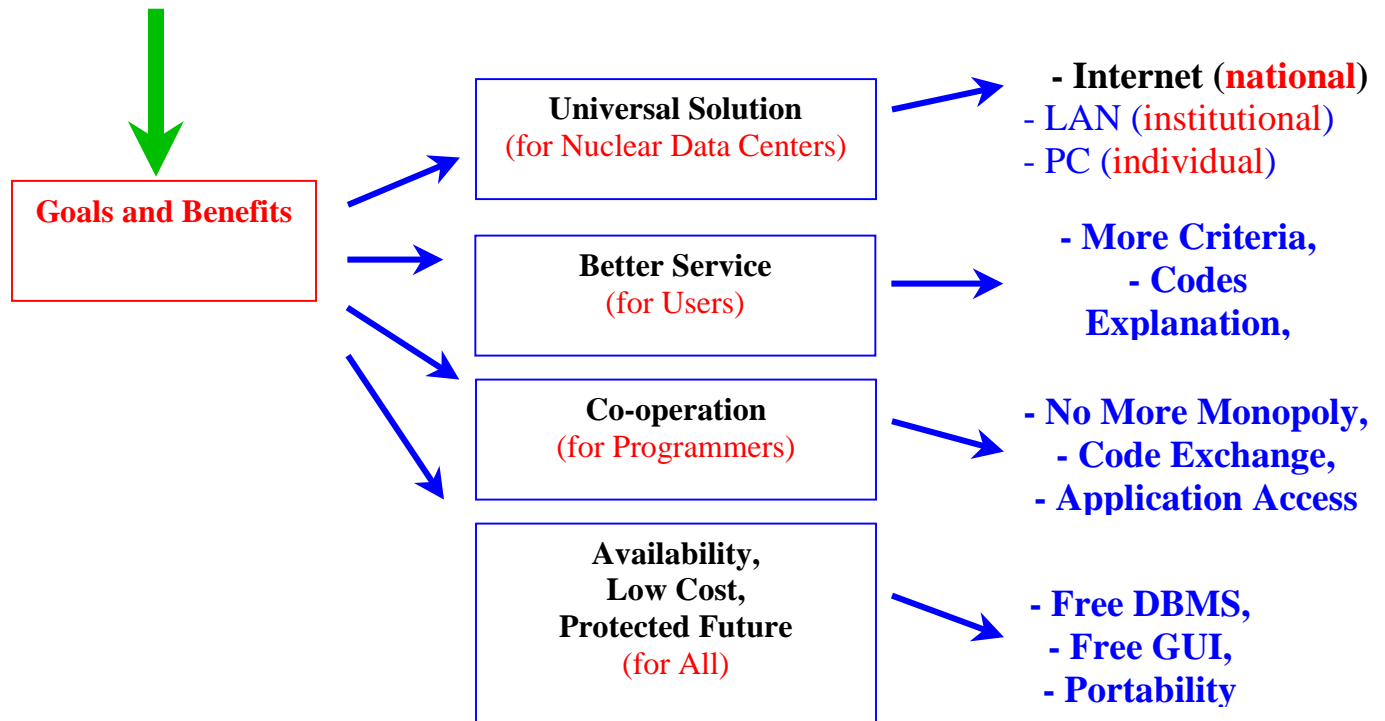 Goals and Benefits
Universal Solution
(for Nuclear Data Centers)
- Internet (national)
- LAN (institutional)
- PC (individual)
Better Service
(for Users)
- More Criteria,
- Codes
Explanation,
Co-operation
(for Programmers)
- No More Monopoly,
- Code Exchange,
- Application Access
Availability,
Low Cost,
Protected Future
(for All)
- Free DBMS,
- Free GUI,
- Portability